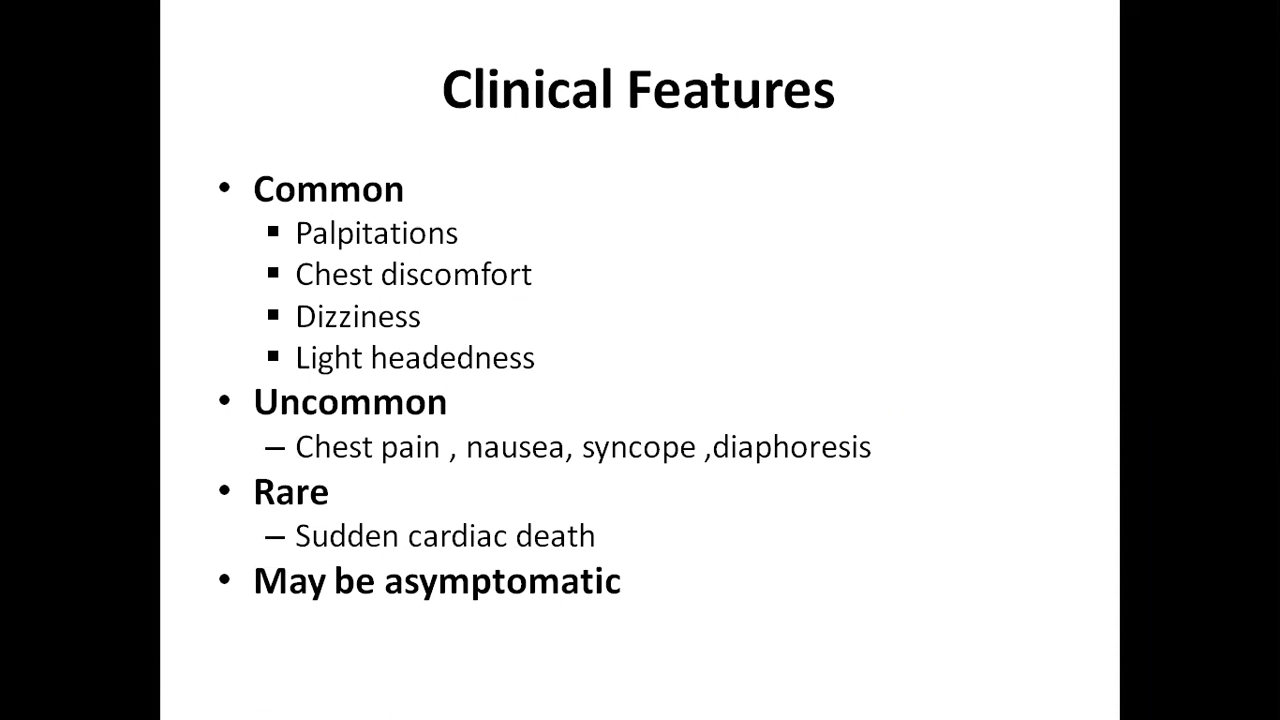 Clinical Features
• Common
▪ Palpitations
▪ Chest discomfort
▪ Dizziness
▪ Light headedness
• Uncommon
– Chest pain , nausea, syncope ,diaphoresis
• Rare
– Sudden cardiac death
• May be asymptomatic